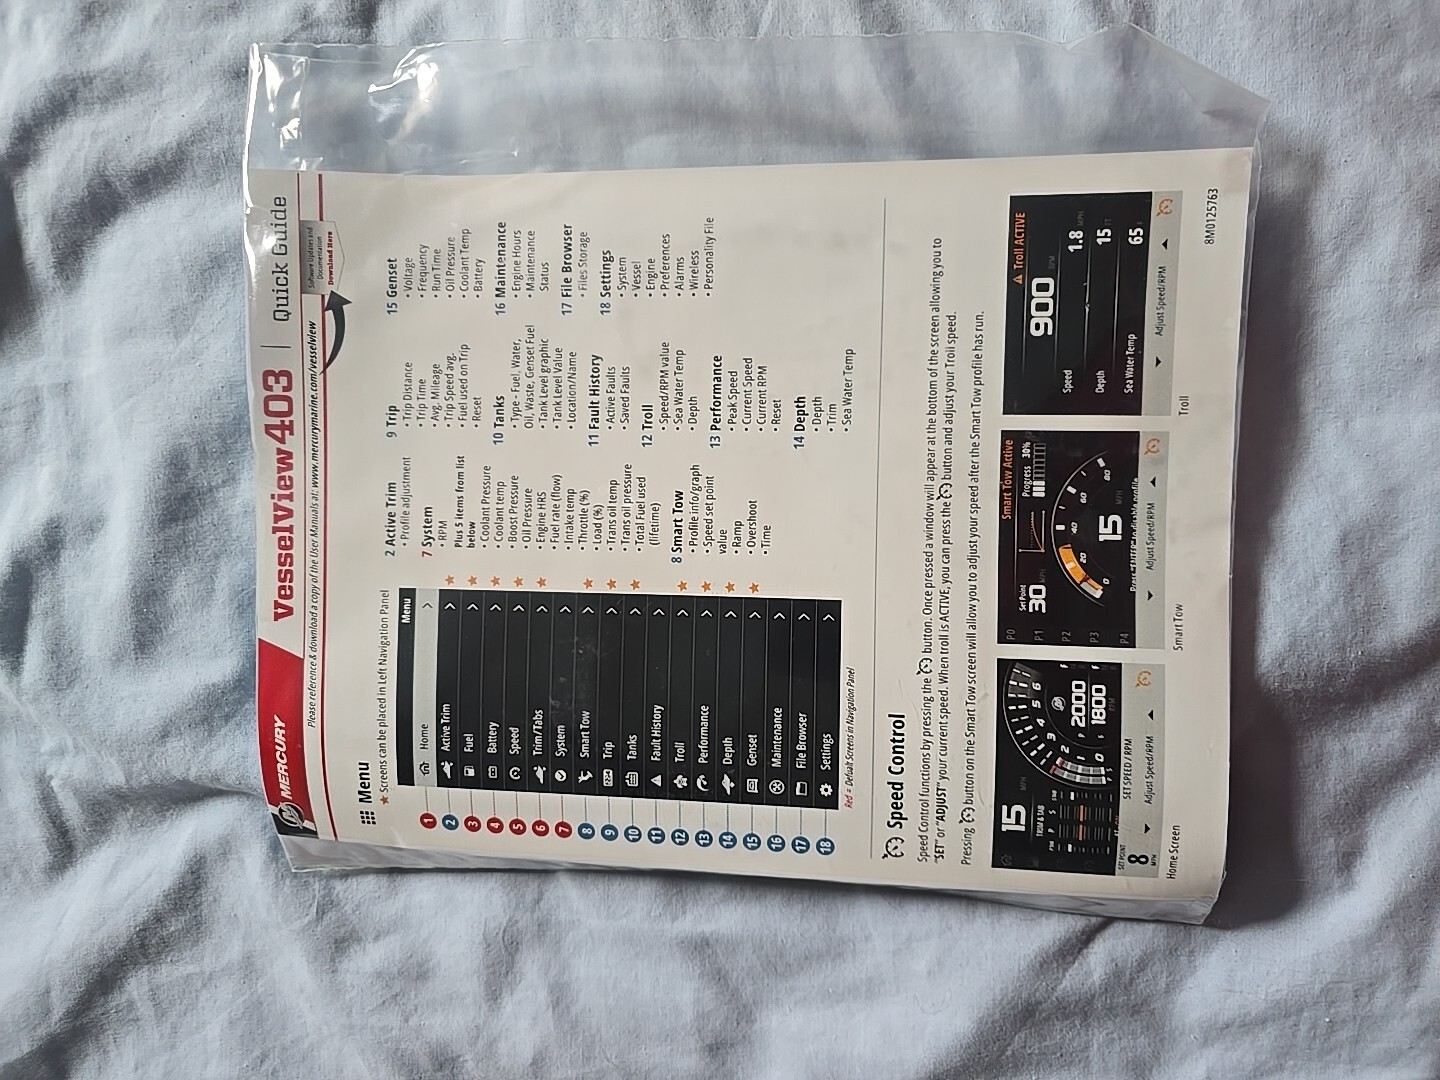 MERCURY
VesselView 403 | Quick Guide
Please reference & download a copy of the User Manuals at: www.mercurymarine.com/vesselview
Software Updates and
Documentation
Download Here
Menu
★ Screens can be placed in Left Navigation Panel
Menu
1 Home
2 Active Trim
3 Fuel
4 Battery
5 Speed
6 Trim/Tabs
7 System
8 Smart Tow
9 Trip
10 Tanks
11 Fault History
12 Troll
13 Performance
14 Depth
15 Genset
16 Maintenance
17 File Browser
18 Settings
Red = Default Screens in Navigation Panel
2 Active Trim
• Profile adjustment
7 System
• RPM
Plus 5 items from list
below
• Coolant Pressure
• Coolant temp
• Boost Pressure
• Oil Pressure
• Engine HRS
• Fuel rate (flow)
• Intake temp
• Throttle (%)
• Load (%)
• Trans oil temp
• Trans oil pressure
• Total Fuel used
(lifetime)
8 Smart Tow
• Profile info/graph
• Speed set point
value
• Ramp
• Overshoot
• Time
9 Trip
• Trip Distance
• Trip Time
• Avg. Mileage
• Trip Speed avg.
• Fuel used on Trip
• Reset
10 Tanks
• Type - Fuel, Water,
Oil, Waste, Genset Fuel
• Tank Level graphic
• Tank Level Value
• Location/Name
11 Fault History
• Active Faults
• Saved Faults
12 Troll
• Speed/RPM value
• Sea Water Temp
• Depth
13 Performance
• Peak Speed
• Current Speed
• Current RPM
• Reset
14 Depth
• Depth
• Trim
• Sea Water Temp
15 Genset
• Voltage
• Frequency
• Run Time
• Oil Pressure
• Coolant Temp
• Battery
16 Maintenance
• Engine Hours
• Maintenance
Status
17 File Browser
• Files Storage
18 Settings
• System
• Vessel
• Engine
• Preferences
• Alarms
• Wireless
• Personality File
Speed Control
Speed Control functions by pressing the button. Once pressed a window will appear at the bottom of the screen allowing you to
"SET" or "ADJUST" your current speed. When troll is ACTIVE, you can press the button and adjust your Troll speed.
Pressing button on the Smart Tow screen will allow you to adjust your speed after the Smart Tow profile has run.
15 MPH
TRIM & TAB
0 1 2 3 4 5 6 7
P 2000
S 1800
RPM
SET POINT
8
MPH
SET SPEED / RPM
Adjust Speed/RPM
Home Screen
P0
P1
P2
P3
P4
Smart Tow Active
Set Point
30 MPH
Progress 30%
0 20 40 60 80
15 MPH
Adjust Speed/RPM
Smart Tow
Troll ACTIVE
900 RPM
Speed 1.8 MPH
Depth 15 FT
Sea Water Temp 65
Adjust Speed/RPM
Troll
8M0125763